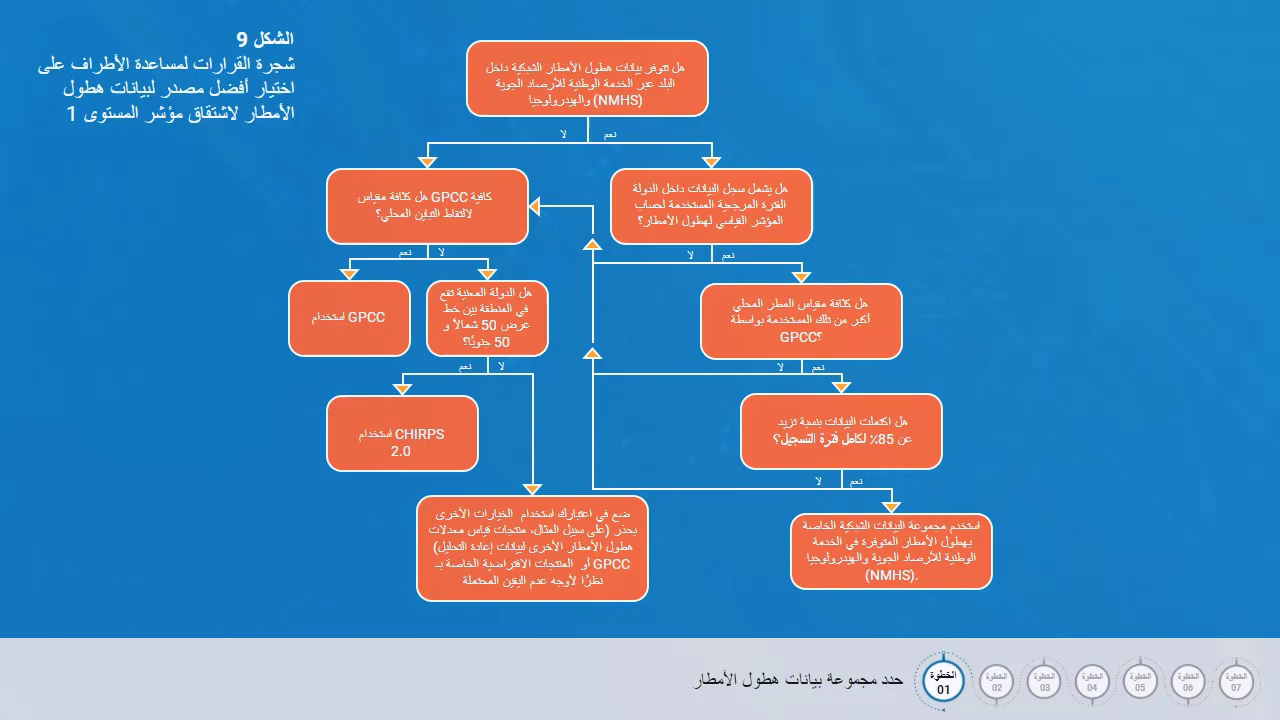 الشكل 9
شجرة القرارات لمساعدة الأطراف على
اختيار أفضل مصدر لبيانات هطول
الأمطار لاشتقاق مؤشر المستوى 1
هل تتوفر بيانات هطول الأمطار الشبكية داخل
البلد عبر الخدمة الوطنية للأرصاد الجوية
والهيدرولوجيا (NMHS)
نعم
لا
هل يشمل سجل البيانات داخل الدولة
الفترة المرجعية المستخدمة لحساب
المؤشر القياسي لهطول الأمطار؟
كافية GPCC هل كثافة مقياس
لالتقاط التباين المحلي؟
نعم
لا
لا
نعم
هل كثافة مقياس المطر المحلي
أكبر من تلك المستخدمة بواسطة
GPCC؟
هل الدولة المعنية تقع
في المنطقة بين خط
عرض 50 شمالاً و
50 جنوبًا؟
GPCC استخدام
نعم
لا
لا
نعم
هل اكتملت البيانات بنسبة تزيد
عن 85٪ لكامل فترة التسجيل؟
CHIRPS استخدام
2.0
نعم
لا
استخدم مجموعة البيانات الشبكية الخاصة
بهطول الأمطار المتوفرة في الخدمة
الوطنية للأرصاد الجوية والهيدرولوجيا
(NMHS).
ضع في اعتبارك استخدام الخيارات الأخرى
بحذر (على سبيل المثال، منتجات قياس معدلات
هطول الأمطار الأخرى لبيانات إعادة التحليل)
GPCC أو المنتجات الافتراضية الخاصة بـ
نظرًا لأوجه عدم اليقين المحتملة
حدد مجموعة بيانات هطول الأمطار
الخطوة
01
الخطوة
02
الخطوة
03
الخطوة
04
الخطوة
05
الخطوة
06
الخطوة
07